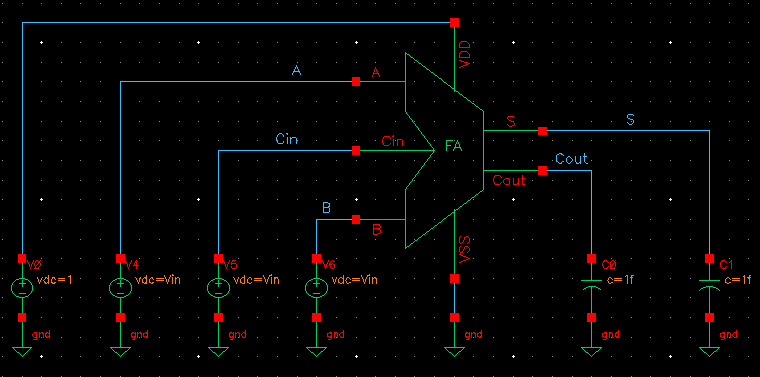 VDD
A A
S S
Cin Cin FA
Cout
Cout
B
B
VSS
V0 V4 V5 V6 C0 C1
vdc=1 vdc=Vin vdc=Vin vdc=Vin c=1f c=1f
gnd gnd gnd gnd gnd gnd gnd